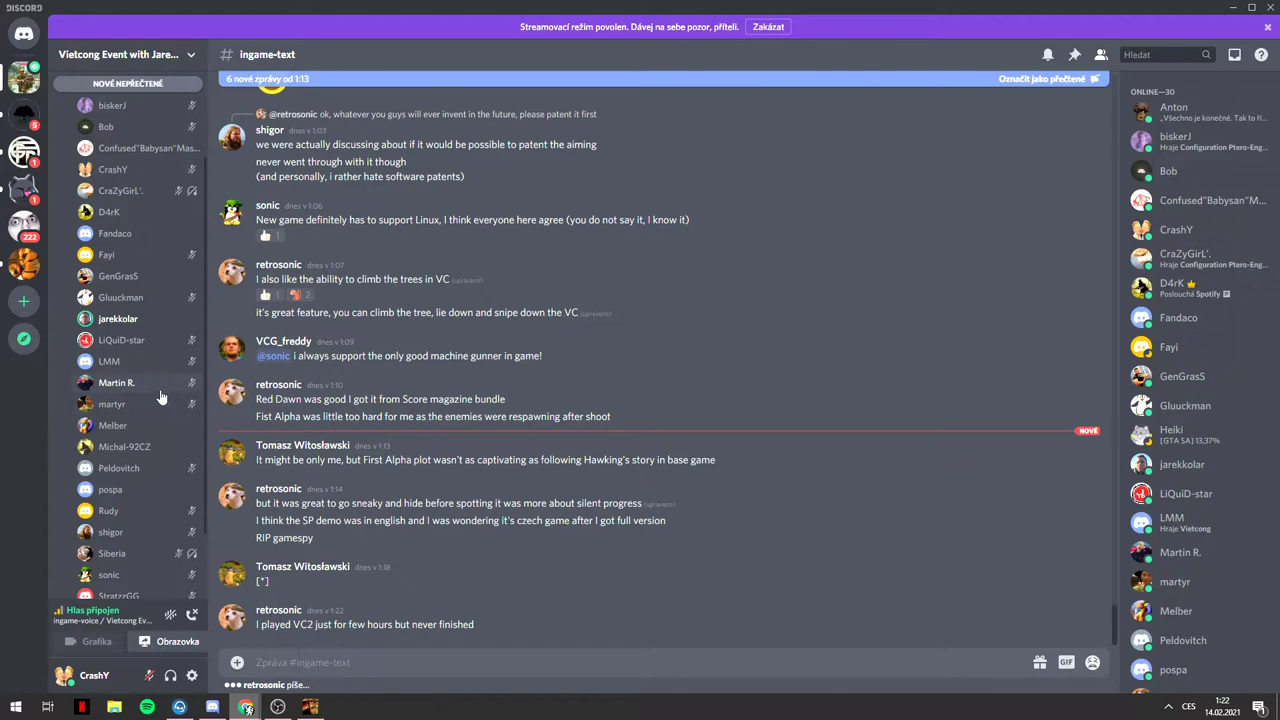 DISCORD
Streamovací režim povolen. Dávej na sebe pozor, příteli. Zakázat
Vietcong Event with Jare...
NOVÉ NEPŘEČTENÉ
biskerJ
Bob
Confused"Babysan"Mas...
CrashY
CraZyGirL'.
D4rK
Fandaco
Fayi
GenGrasS
Gluuckman
jarekkolar
LiQuiD-star
LMM
Martin R.
martyr
Melber
Michal-92CZ
Peldovitch
pospa
Rudy
shigor
Siberia
sonic
StratzzGG
5
1
1
222
Hlas připojen
ingame-voice / Vietcong Ev...
Grafika
Obrazovka
CrashY
# ingame-text
Hledat
6 nové zprávy od 1:13
Označit jako přečtené
@retrosonic ok, whatever you guys will ever invent in the future, please patent it first
shigor dnes v 1:03
we were actually discussing about if it would be possible to patent the aiming
never went through with it though
(and personally, i rather hate software patents)
sonic dnes v 1:06
New game definitely has to support Linux, I think everyone here agree (you do not say it, i know it)
1
retrosonic dnes v 1:07
I also like the ability to climb the trees in VC (upraveno)
1 2
it's great feature, you can climb the tree, lie down and snipe down the VC (upraveno)
VCG_freddy dnes v 1:09
@sonic i always support the only good machine gunner in game!
retrosonic dnes v 1:10
Red Dawn was good I got it from Score magazine bundle
Fist Alpha was little too hard for me as the enemies were respawning after shoot
NOVÉ
Tomasz Witosławski dnes v 1:13
It might be only me, but First Alpha plot wasn't as captivating as following Hawking's story in base game
retrosonic dnes v 1:14
but it was great to go sneaky and hide before spotting it was more about silent progress (upraveno)
I think the SP demo was in english and I was wondering it's czech game after I got full version
RIP gamespy
Tomasz Witosławski dnes v 1:18
[*]
retrosonic dnes v 1:22
I played VC2 just for few hours but never finished
Zpráva #ingame-text
GIF
retrosonic píše...
ONLINE—30
Anton
„Všechno je konečné. Tak to ří...
biskerJ
Hraje Configuration Ptero-Eng...
Bob
Confused"Babysan"M...
CrashY
CraZyGirL'.
Hraje Configuration Ptero-Eng...
D4rK
Poslouchá Spotify
Fandaco
Fayi
GenGrasS
Gluuckman
Heiki
[GTA SA] 13,37%
jarekkolar
LiQuiD-star
LMM
Hraje Vietcong
Martin R.
martyr
Melber
Peldovitch
pospa
CES
1:22
14.02.2021
1